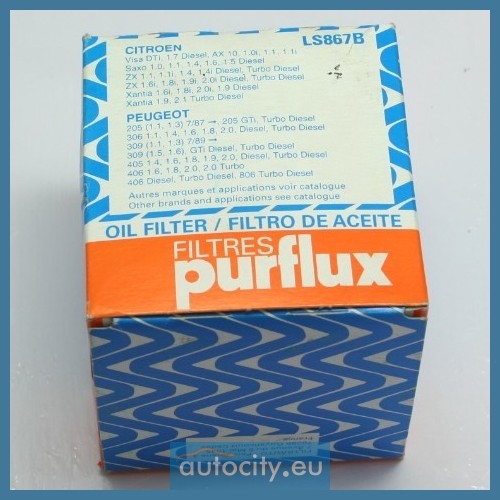 CITROEN LS867B
Visa DTi, 1.7 Diesel, AX 10, 1.0i, 1.1, 1.1i
Saxo 1.0, 1.1, 1.4, 1.6, 1.5 Diesel
ZX 1.1, 1.1i, 1.4, 1.4i Diesel, Turbo Diesel
ZX 1.6i, 1.8i, 1.9i, 2.0i Diesel, Turbo Diesel
Xantia 1.6i, 1.8i, 2.0i, Turbo Diesel
Xantia 1.9, 2.1 Turbo Diesel
PEUGEOT
205 (1.1, 1.3) 7/87 → 205 GTi, Turbo Diesel
306 1.1, 1.4, 1.6, 1.8, 2.0, Diesel, Turbo Diesel
309 (1.1, 1.3) 7/89 →
309 (1.5, 1.6), GTi Diesel, Turbo Diesel
405 1.4, 1.6, 1.8, 1.9, 2.0, Diesel, Turbo Diesel
406 1.6, 1.8, 2.0, 2.0 Turbo
406 Diesel, Turbo Diesel, 806 Turbo Diesel
Autres marques et applications voir catalogue
Other brands and applications see catalogue
OIL FILTER / FILTRO DE ACEITE
FILTRES
purflux
autocity.eu